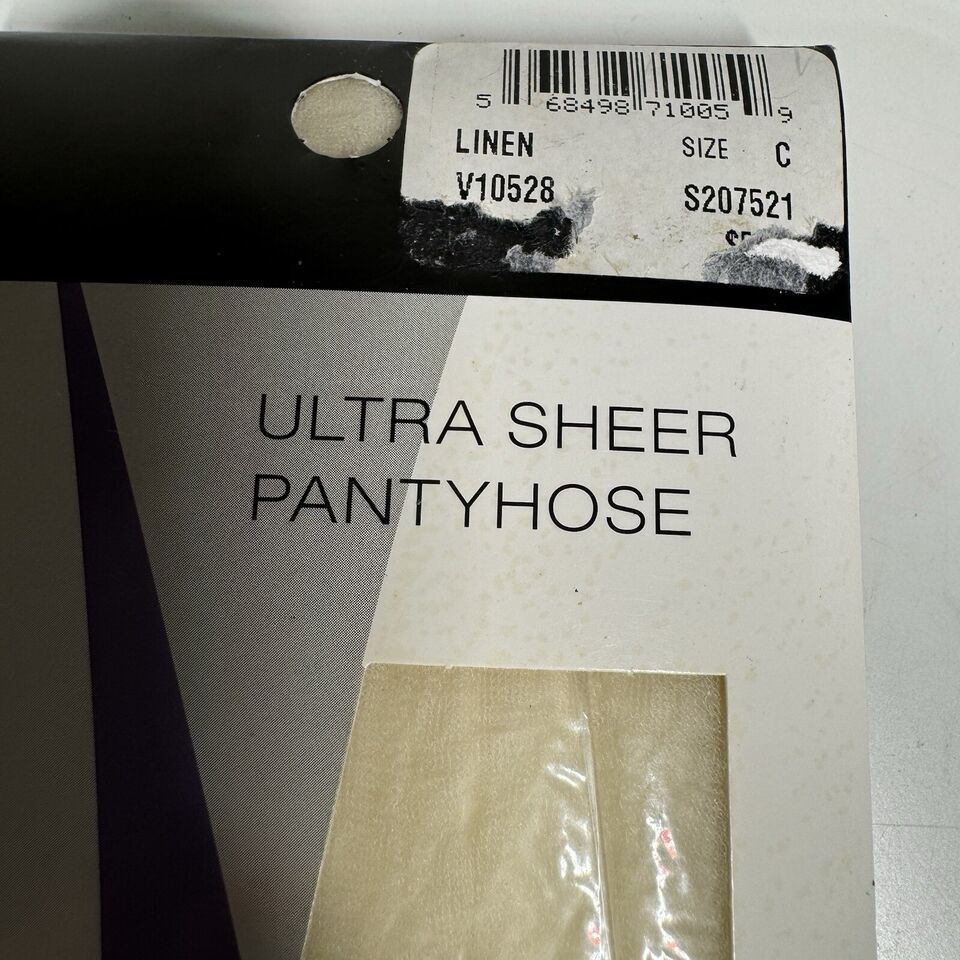 5 68498 71005 9
LINEN SIZE C
V10528 S207521
ULTRA SHEER
PANTYHOSE